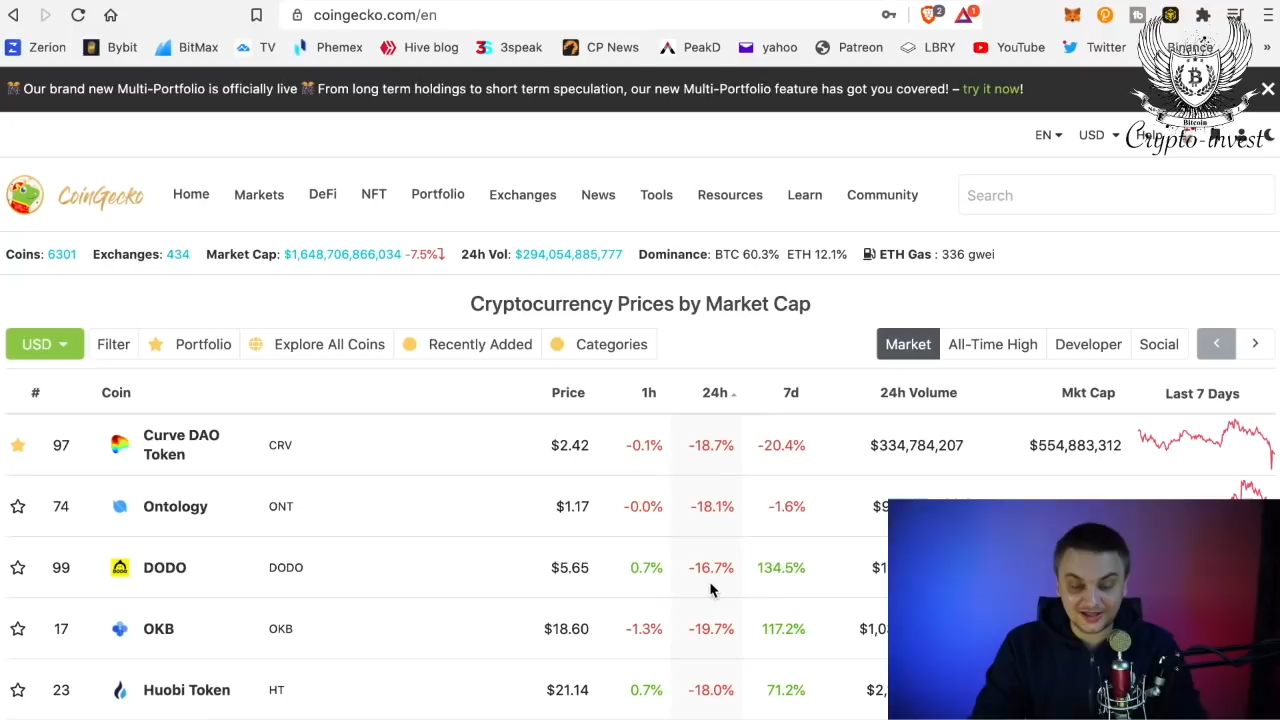 coingecko.com/en
2
1
Zerion
Bybit
BitMax
TV
Phemex
Hive blog
3speak
CP News
PeakD
yahoo
Patreon
LBRY
YouTube
Twitter
Binance
»
Our brand new Multi-Portfolio is officially live
From long term holdings to short term speculation, our new Multi-Portfolio feature has got you covered! – try it now!
Bitcoin
Crypto-invest
EN
USD
Help
CoinGecko
Home
Markets
DeFi
NFT
Portfolio
Exchanges
News
Tools
Resources
Learn
Community
Search
Coins: 6301
Exchanges: 434
Market Cap: $1,648,706,866,034 -7.5%
24h Vol: $294,054,885,777
Dominance: BTC 60.3% ETH 12.1%
ETH Gas : 336 gwei
Cryptocurrency Prices by Market Cap
USD
Filter
Portfolio
Explore All Coins
Recently Added
Categories
Market
All-Time High
Developer
Social
# Coin Price 1h 24h 7d 24h Volume Mkt Cap Last 7 Days
97 Curve DAO Token CRV $2.42 -0.1% -18.7% -20.4% $334,784,207 $554,883,312
74 Ontology ONT $1.17 -0.0% -18.1% -1.6%
99 DODO DODO $5.65 0.7% -16.7% 134.5%
17 OKB OKB $18.60 -1.3% -19.7% 117.2%
23 Huobi Token HT $21.14 0.7% -18.0% 71.2%